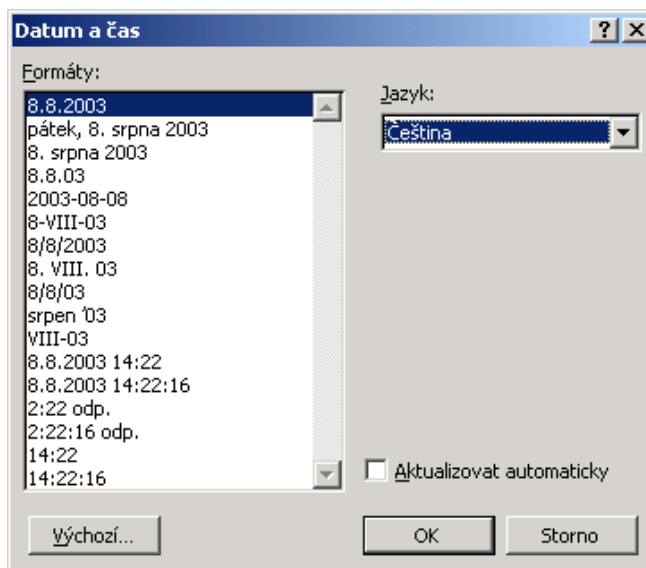 Datum a čas
Formáty:
8.8.2003
pátek, 8. srpna 2003
8. srpna 2003
8.8.03
2003-08-08
8-VIII-03
8/8/2003
8. VIII. 03
8/8/03
srpen '03
VIII-03
8.8.2003 14:22
8.8.2003 14:22:16
2:22 odp.
2:22:16 odp.
14:22
14:22:16
Jazyk:
Čeština
Aktualizovat automaticky
Výchozí...
OK
Storno